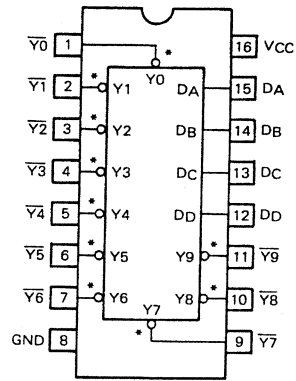 Y0 1 * 16 VCC
Y0
Y1 2 * Y1 DA 15 DA
Y2 3 * Y2 DB 14 DB
Y3 4 * Y3 DC 13 DC
Y4 5 * Y4 DD 12 DD
Y5 6 * Y5 Y9 * 11 Y9
Y6 7 * Y6 Y8 * 10 Y8
Y7
GND 8 * 9 Y7